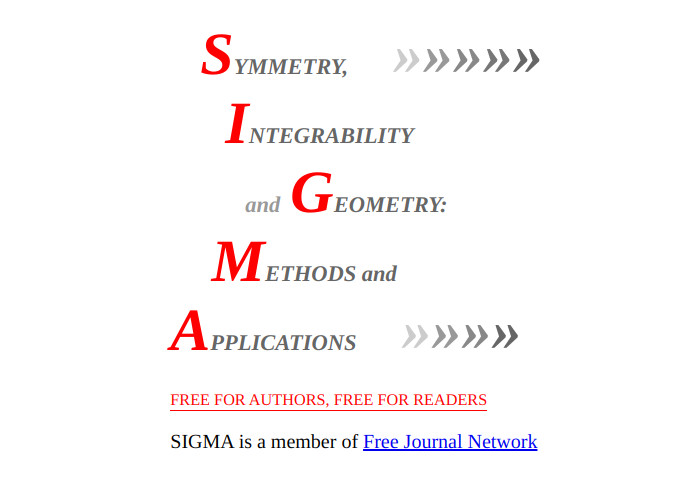 SYMMETRY, »»»»»
INTEGRABILITY
and GEOMETRY:
METHODS and
APPLICATIONS »»»»
FREE FOR AUTHORS, FREE FOR READERS
SIGMA is a member of Free Journal Network